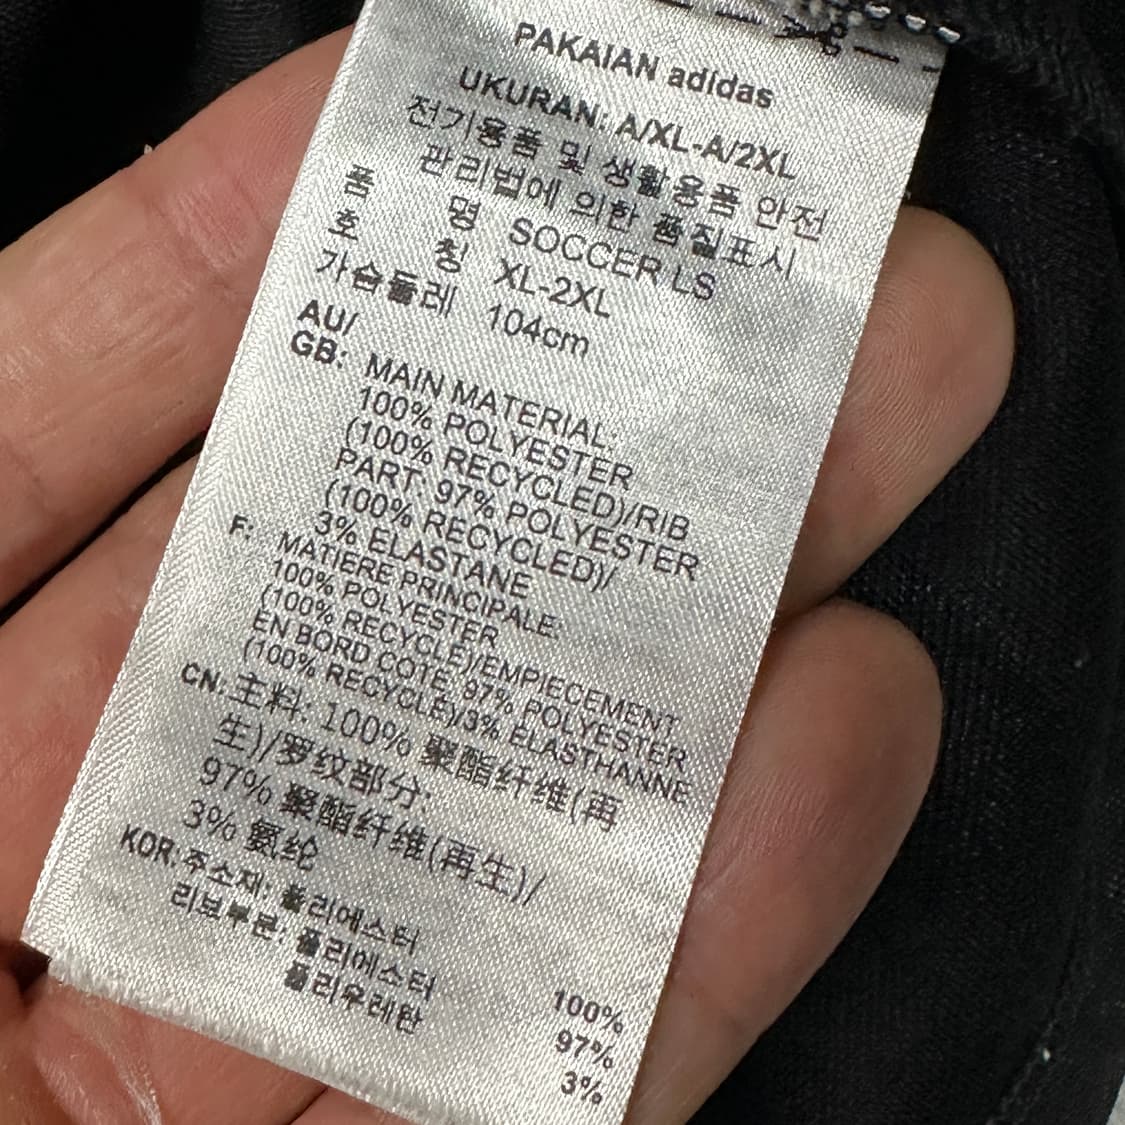 PAKAIAN adidas
UKURAN: A/XL-A/2XL
전기용품 및 생활용품 안전
관리법에 의한 품질표시
품 명 SOCCER LS
호 칭 XL-2XL
가슴둘레 104cm
AU/
GB: MAIN MATERIAL:
100% POLYESTER
(100% RECYCLED)/RIB
PART: 97% POLYESTER
(100% RECYCLED)/
3% ELASTANE
F: MATIERE PRINCIPALE:
100% POLYESTER
(100% RECYCLE)/EMPIECEMENT
EN BORD COTE, 97% POLYESTER
(100% RECYCLE)/3% ELASTHANNE
CN: 主料: 100% 聚酯纤维(再
生)/罗纹部分:
97% 聚酯纤维(再生)/
3% 氨纶
KOR: 주소재: 폴리에스터 100%
리브부분: 폴리에스터 97%
폴리우레탄 3%